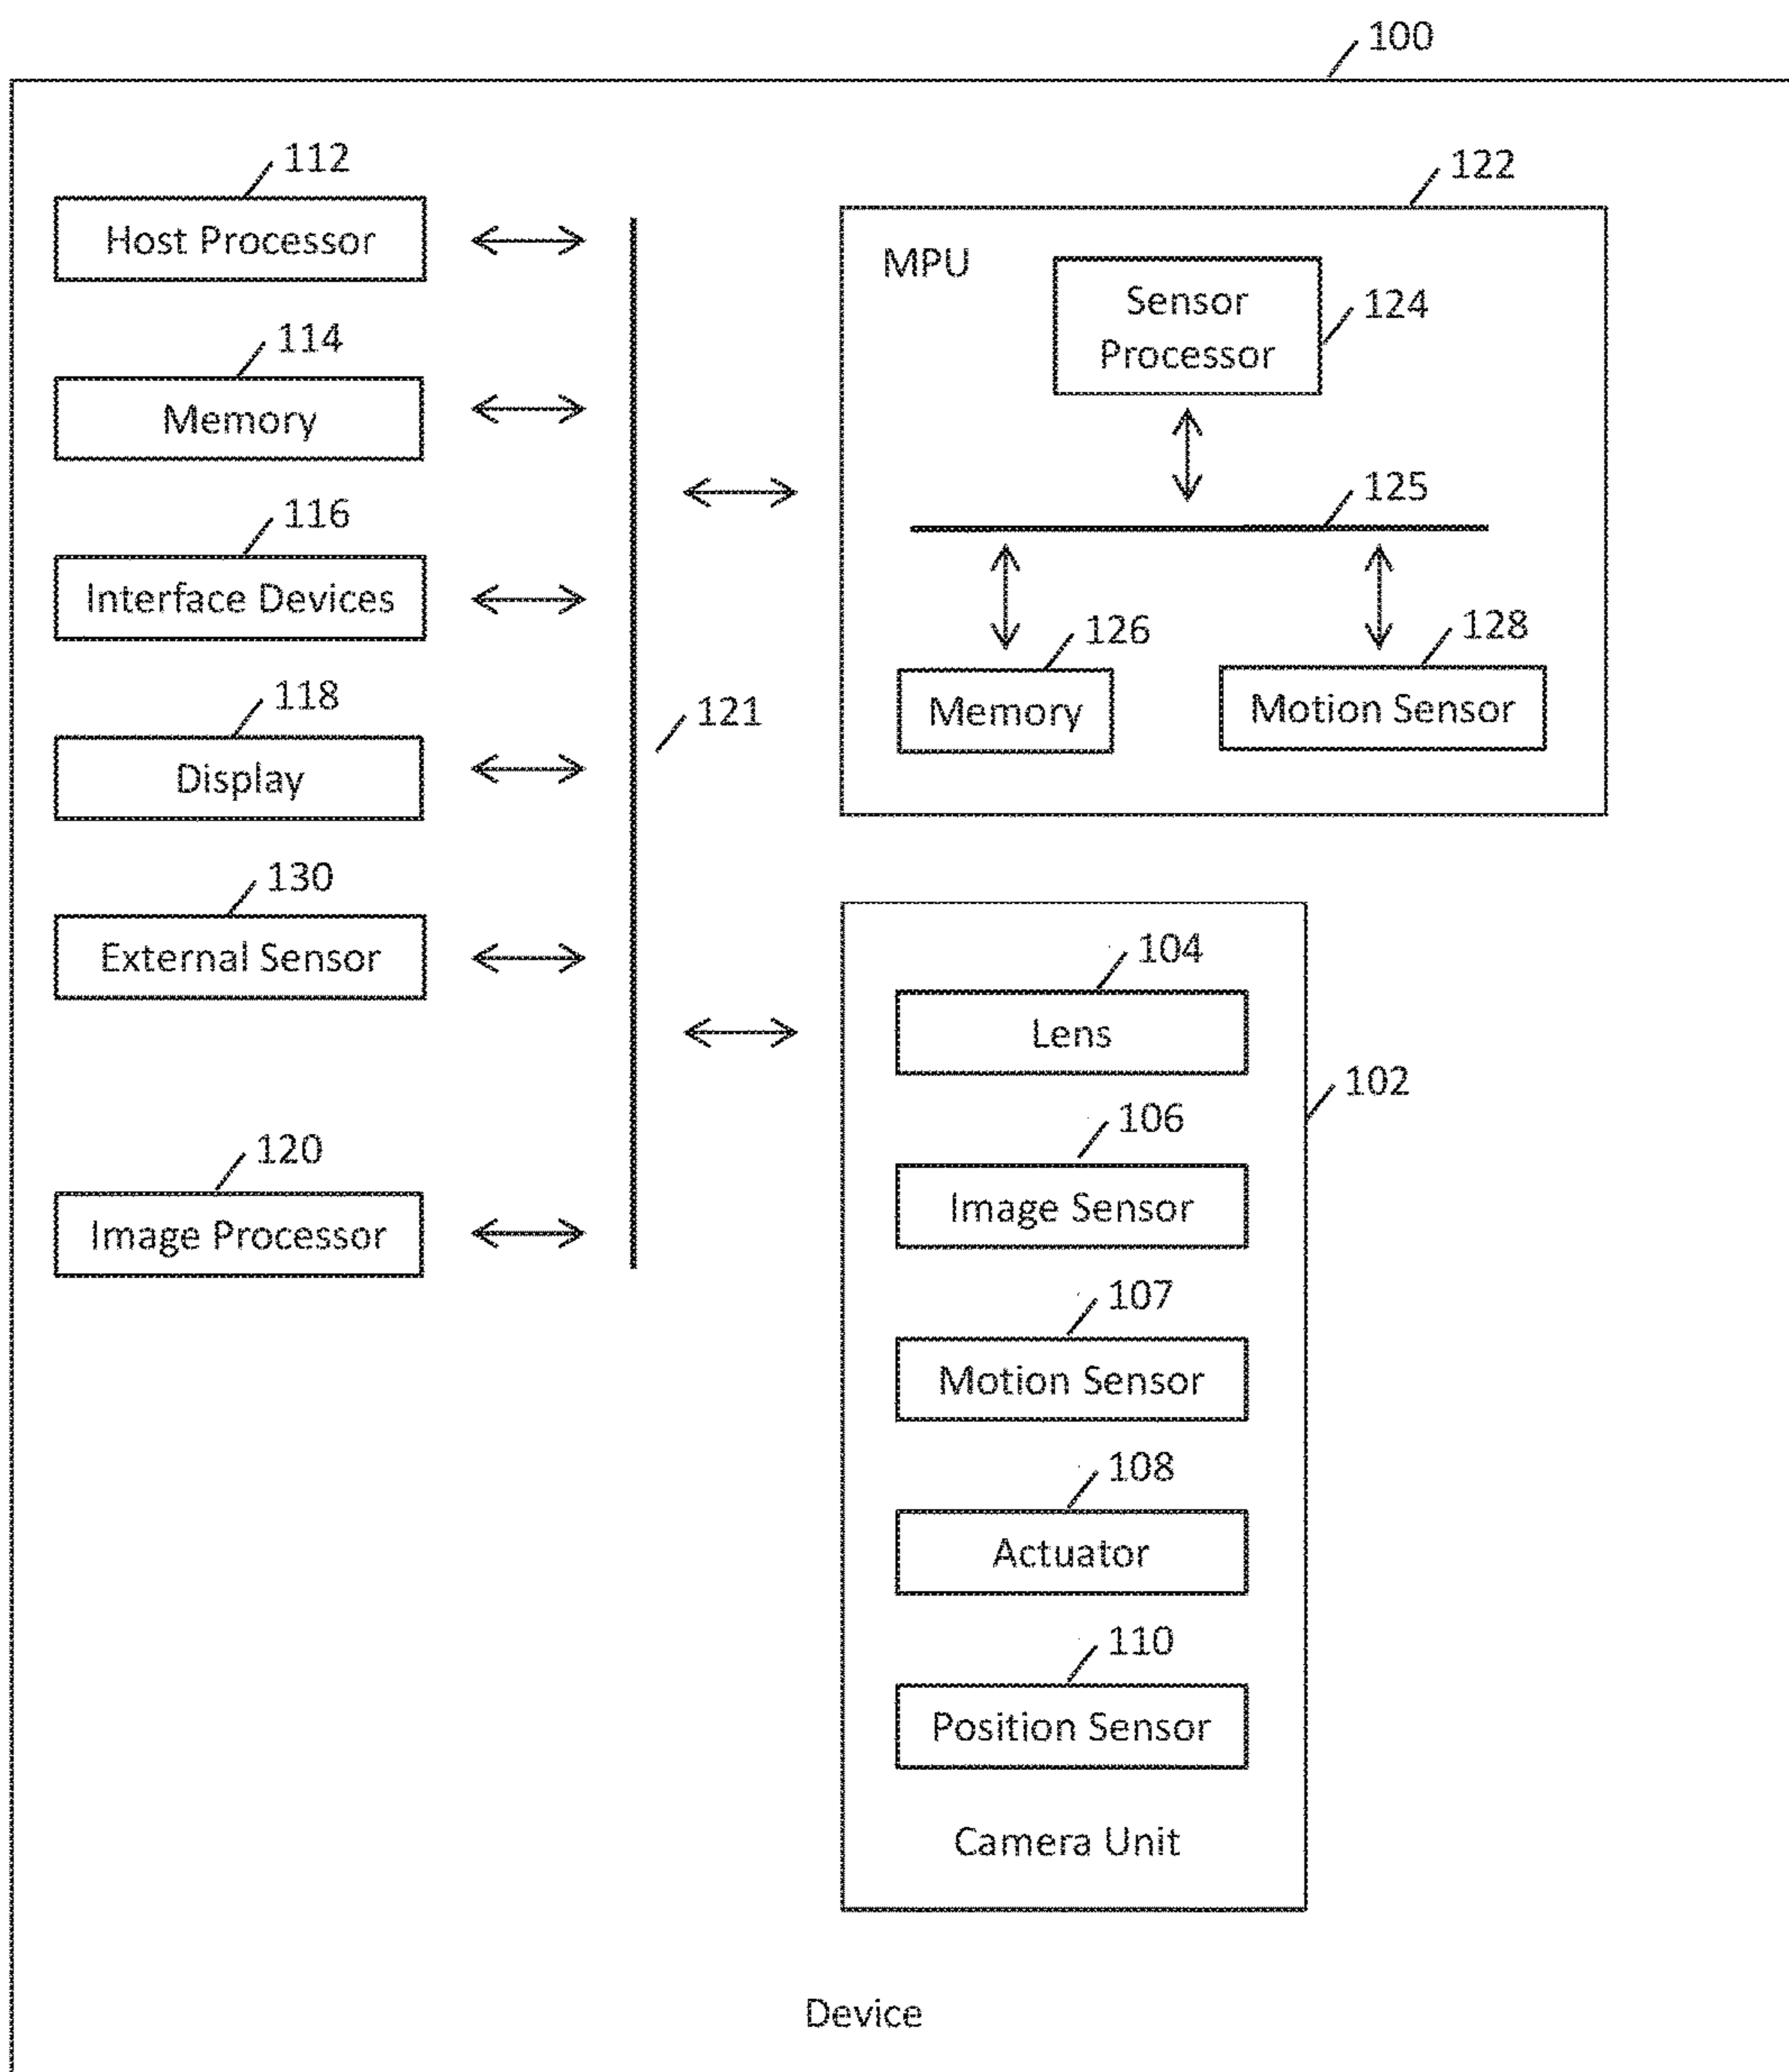 100
112
Host Processor
114
Memory
116
Interface Devices
118
Display
130
External Sensor
120
Image Processor
121
122
MPU
Sensor
Processor
124
125
126
Memory
128
Motion Sensor
102
104
Lens
106
Image Sensor
107
Motion Sensor
108
Actuator
110
Position Sensor
Camera Unit
Device